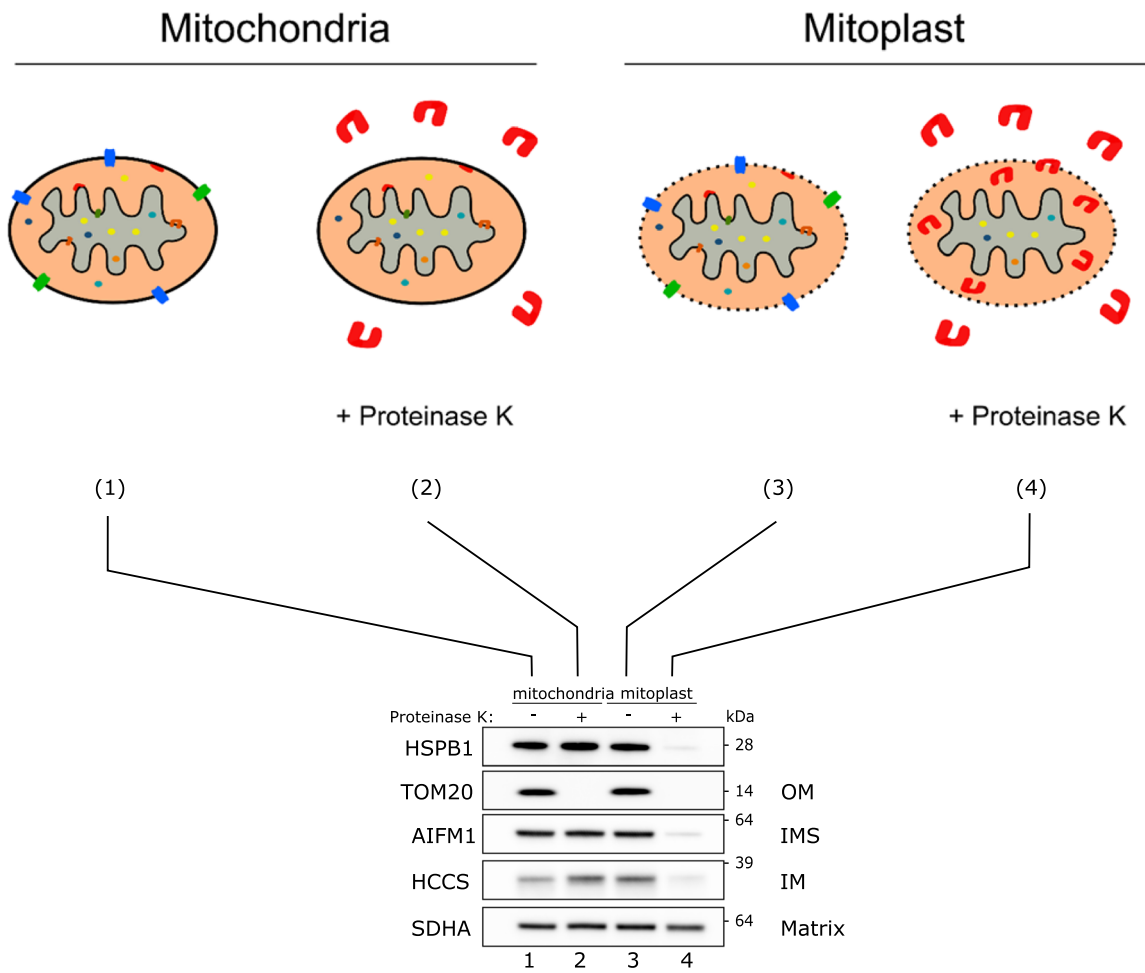 Mitochondria
Mitoplast
+ Proteinase K
+ Proteinase K
(1)
(2)
(3)
(4)
mitochondria mitoplast
Proteinase K: - + - + kDa
HSPB1 - 28
TOM20 - 14 OM
AIFM1 - 64 IMS
HCCS - 39 IM
SDHA - 64 Matrix
1 2 3 4